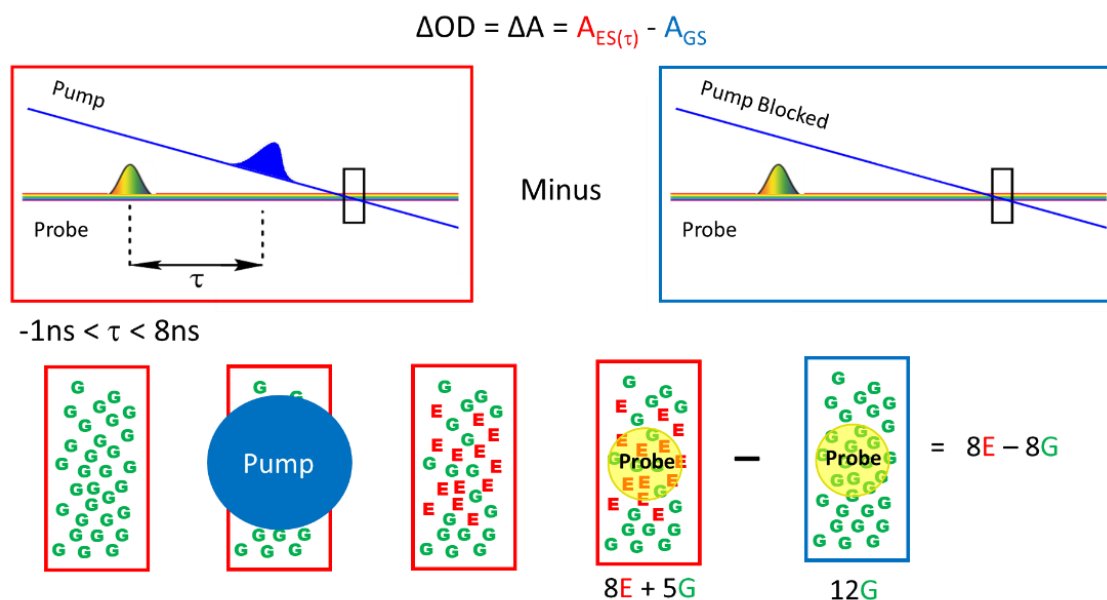 ΔOD = ΔA = A_ES(τ) - A_GS
Pump
Probe
τ
Minus
Pump Blocked
Probe
-1ns < τ < 8ns
Pump
Probe
Probe
= 8E – 8G
8E + 5G
12G